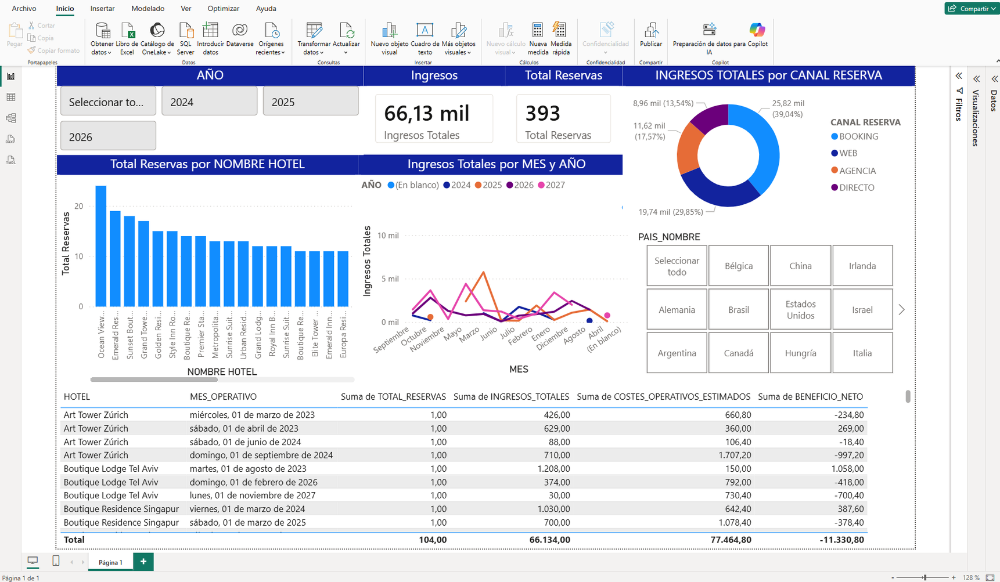 Archivo Inicio Insertar Modelado Ver Optimizar Ayuda
Compartir
Pegar
Cortar
Copia
Copiar formato
Portapapeles
Obtener datos
Libro de Excel
Catálogo de OneLake
SQL Server
Introducir datos
Dataverse
Orígenes recientes
Datos
Transformar datos
Actualizar
Consultas
Nuevo objeto visual
Cuadro de texto
Más objetos visuales
Insertar
Nuevo cálculo visual
Nueva medida
Medida rápida
Cálculos
Confidencialidad
Confidencialidad
Publicar
Compartir
Preparación de datos para IA
Copilot
Copilot
AÑO
Seleccionar to...
2024
2025
2026
Ingresos
66,13 mil
Ingresos Totales
Total Reservas
393
Total Reservas
INGRESOS TOTALES por CANAL RESERVA
8,96 mil (13,54%)
25,82 mil
(39,04%)
11,62 mil
(17,57%)
19,74 mil (29,85%)
CANAL RESERVA
BOOKING
WEB
AGENCIA
DIRECTO
Filtros
Visualizaciones
Datos
DAX
TMDL
Total Reservas por NOMBRE HOTEL
Total Reservas
20
10
0
Ocean View...
Emerald Res...
Sunset Bout...
Grand Towe...
Golden Resi...
Style Inn Ro...
Boutique Re...
Premier Sta...
Metropolita...
Sunrise Suit...
Urban Resid...
Grand Lodg...
Royal Inn B...
Sunrise Suit...
Boutique Re...
Elite Tower ...
Emerald Inn...
Europa Resi...
NOMBRE HOTEL
Ingresos Totales por MES y AÑO
AÑO (En blanco) 2024 2025 2026 2027
Ingresos Totales
10 mil
5 mil
0 mil
Septiembre
Octubre
Noviembre
Mayo
Marzo
Junio
Julio
Febrero
Enero
Diciembre
Agosto
Abril
(En blanco)
MES
PAIS_NOMBRE
Seleccionar todo
Bélgica
China
Irlanda
Alemania
Brasil
Estados Unidos
Israel
Argentina
Canadá
Hungría
Italia
HOTEL MES_OPERATIVO Suma de TOTAL_RESERVAS Suma de INGRESOS_TOTALES Suma de COSTES_OPERATIVOS_ESTIMADOS Suma de BENEFICIO_NETO
Art Tower Zúrich miércoles, 01 de marzo de 2023 1,00 426,00 660,80 -234,80
Art Tower Zúrich sábado, 01 de abril de 2023 1,00 629,00 360,00 269,00
Art Tower Zúrich sábado, 01 de junio de 2024 1,00 88,00 106,40 -18,40
Art Tower Zúrich domingo, 01 de septiembre de 2024 1,00 710,00 1.707,20 -997,20
Boutique Lodge Tel Aviv martes, 01 de agosto de 2023 1,00 1.208,00 150,00 1.058,00
Boutique Lodge Tel Aviv domingo, 01 de febrero de 2026 1,00 374,00 792,00 -418,00
Boutique Lodge Tel Aviv lunes, 01 de noviembre de 2027 1,00 30,00 730,40 -700,40
Boutique Residence Singapur viernes, 01 de marzo de 2024 1,00 1.030,00 642,40 387,60
Boutique Residence Singapur sábado, 01 de marzo de 2025 1,00 700,00 1.078,40 -378,40
Total 104,00 66.134,00 77.464,80 -11.330,80
Página 1
+
Página 1 de 1
- + 128 %